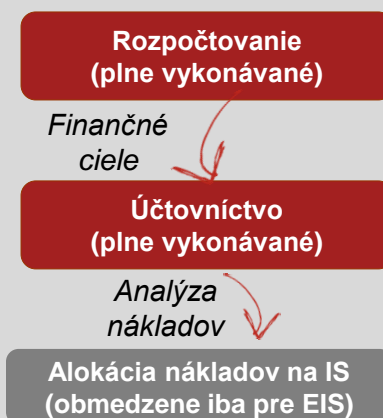 Rozpočtovanie
(plne vykonávané)
Finančné
ciele
Účtovníctvo
(plne vykonávané)
Analýza
nákladov
Alokácia nákladov na IS
(obmedzene iba pre EIS)